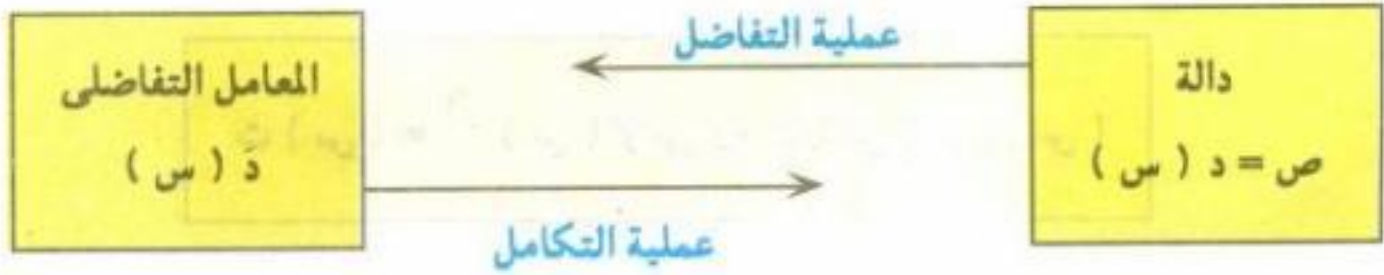 عملية التفاضل
دالة
ص = د ( س )
المعامل التفاضلى
دَ ( س )
عملية التكامل